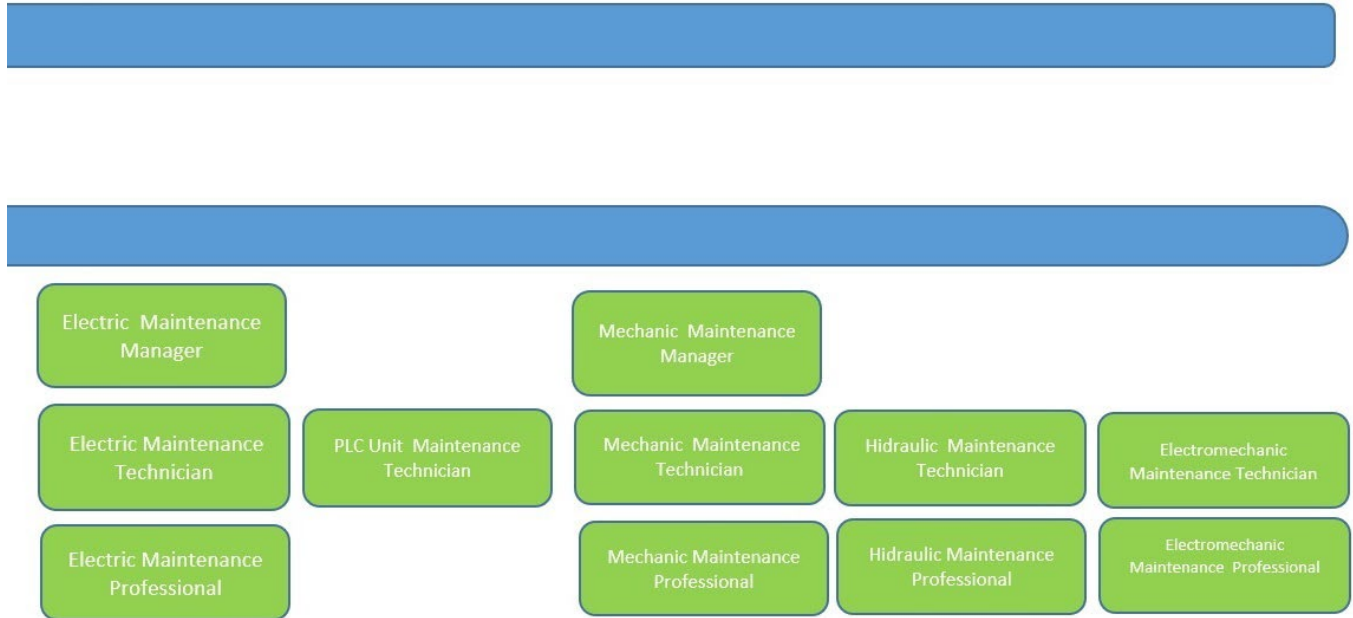 Electric Maintenance
Manager
Mechanic Maintenance
Manager
Electric Maintenance
Technician
PLC Unit Maintenance
Technician
Mechanic Maintenance
Technician
Hidraulic Maintenance
Technician
Electromechanic
Maintenance Technician
Electric Maintenance
Professional
Mechanic Maintenance
Professional
Hidraulic Maintenance
Professional
Electromechanic
Maintenance Professional